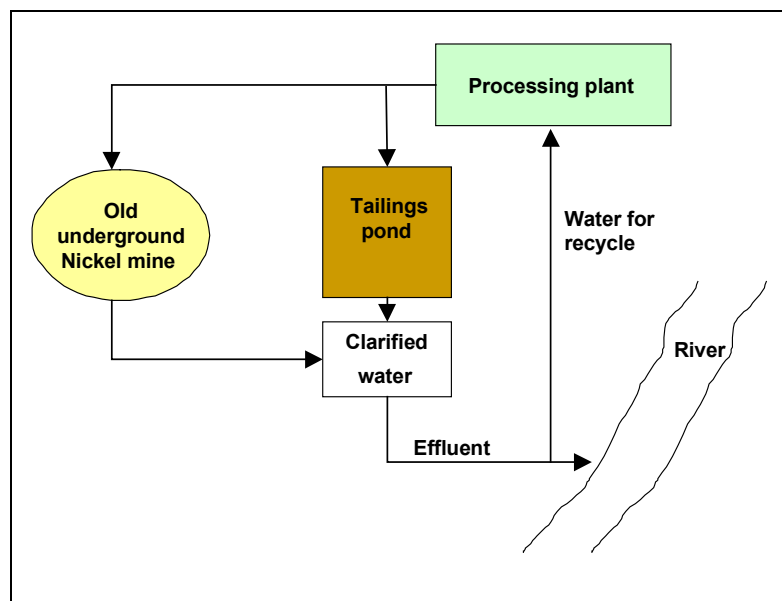 Processing plant
Old
underground
Nickel mine
Tailings
pond
Water for
recycle
Clarified
water
River
Effluent